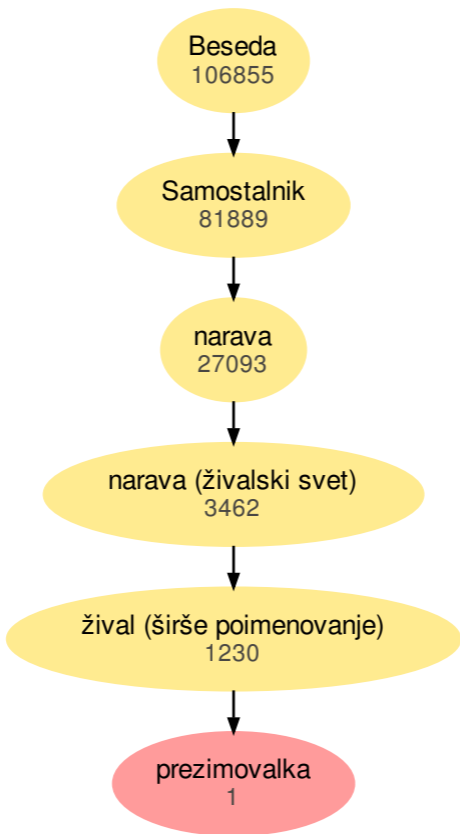 Beseda
106855
Samostalnik
81889
narava
27093
narava (živalski svet)
3462
žival (širše poimenovanje)
1230
prezimovalka
1